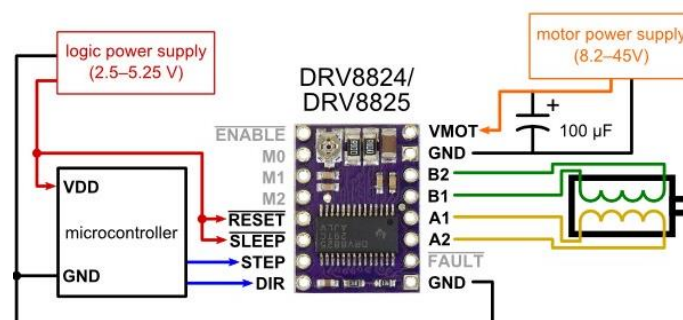 logic power supply
(2.5–5.25 V)
motor power supply
(8.2–45V)
DRV8824/
DRV8825
+
100 µF
ENABLE
M0
M1
M2
RESET
SLEEP
STEP
DIR
VMOT
GND
B2
B1
A1
A2
FAULT
GND
VDD
microcontroller
GND
DRV8825